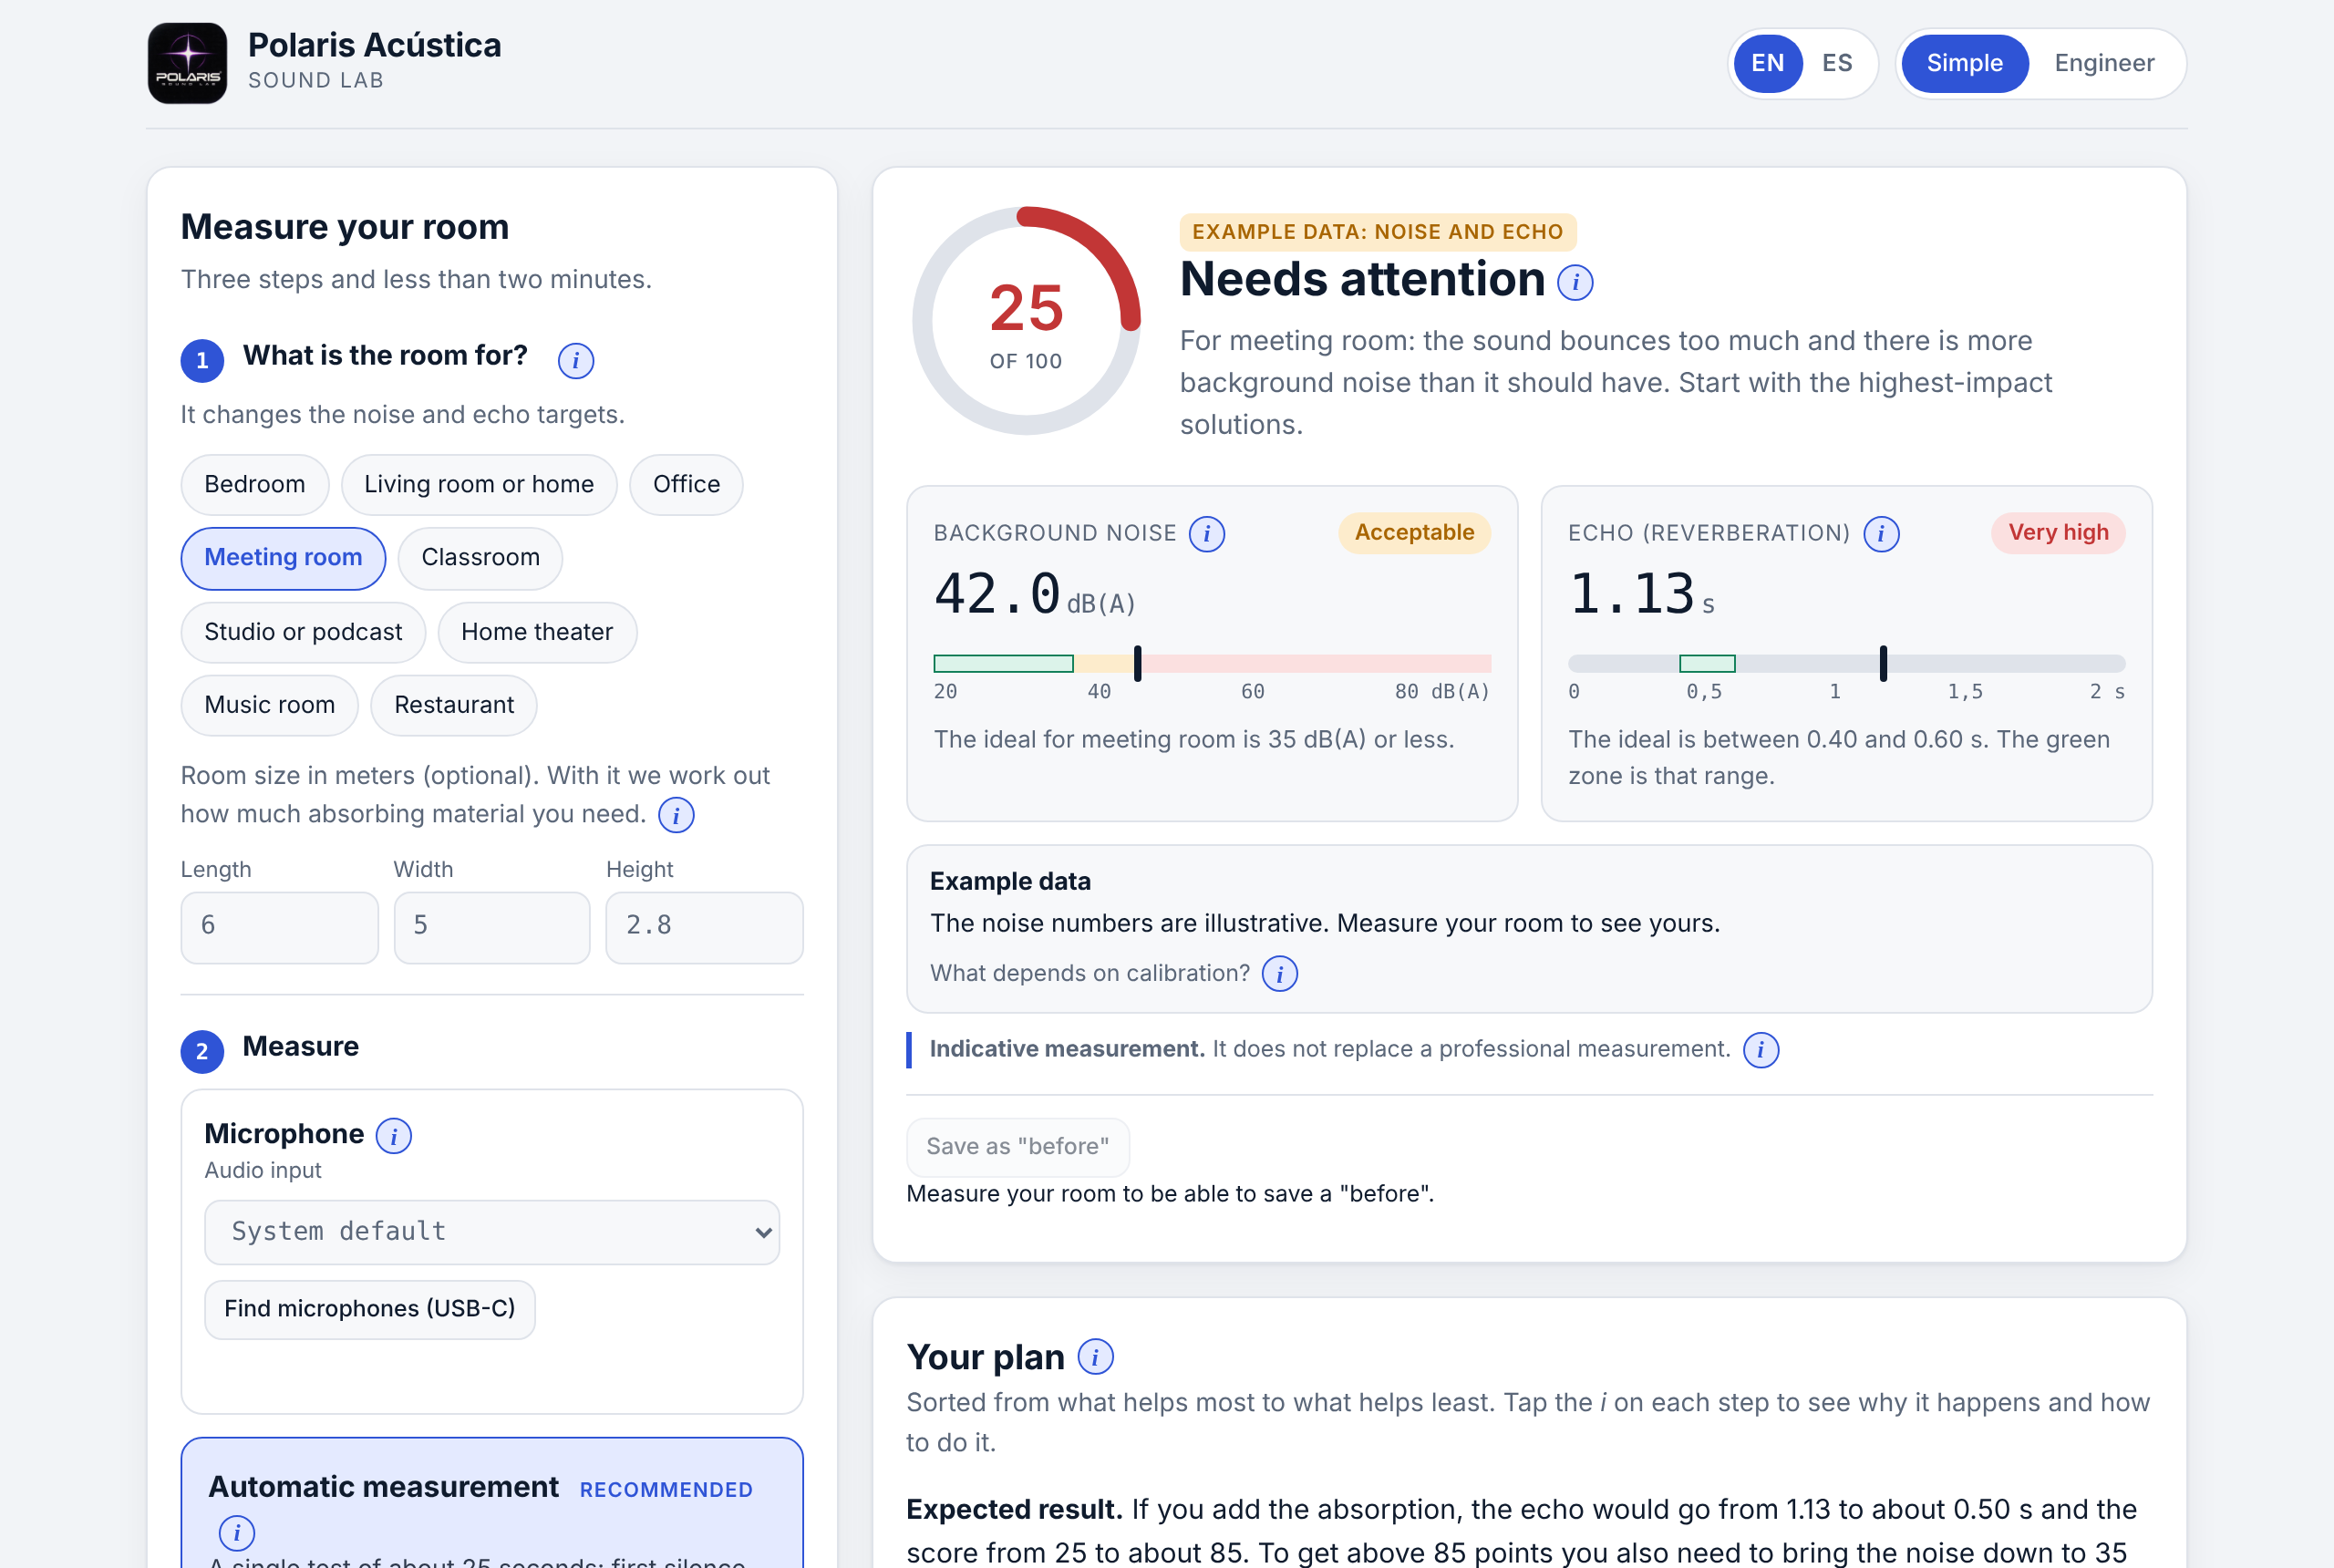 POLARIS
SOUND LAB
Polaris Acústica
SOUND LAB
EN ES
Simple Engineer
Measure your room
Three steps and less than two minutes.
1 What is the room for? i
It changes the noise and echo targets.
Bedroom Living room or home Office
Meeting room Classroom
Studio or podcast Home theater
Music room Restaurant
Room size in meters (optional). With it we work out
how much absorbing material you need. i
Length Width Height
6 5 2.8
2 Measure
Microphone i
Audio input
System default
Find microphones (USB-C)
Automatic measurement RECOMMENDED
i
A single test of about 25 seconds: first silence
25
OF 100
EXAMPLE DATA: NOISE AND ECHO
Needs attention i
For meeting room: the sound bounces too much and there is more
background noise than it should have. Start with the highest-impact
solutions.
BACKGROUND NOISE i Acceptable
42.0 dB(A)
20 40 60 80 dB(A)
The ideal for meeting room is 35 dB(A) or less.
ECHO (REVERBERATION) i Very high
1.13 s
0 0,5 1 1,5 2 s
The ideal is between 0.40 and 0.60 s. The green
zone is that range.
Example data
The noise numbers are illustrative. Measure your room to see yours.
What depends on calibration? i
Indicative measurement. It does not replace a professional measurement. i
Save as "before"
Measure your room to be able to save a "before".
Your plan i
Sorted from what helps most to what helps least. Tap the i on each step to see why it happens and how
to do it.
Expected result. If you add the absorption, the echo would go from 1.13 to about 0.50 s and the
score from 25 to about 85. To get above 85 points you also need to bring the noise down to 35